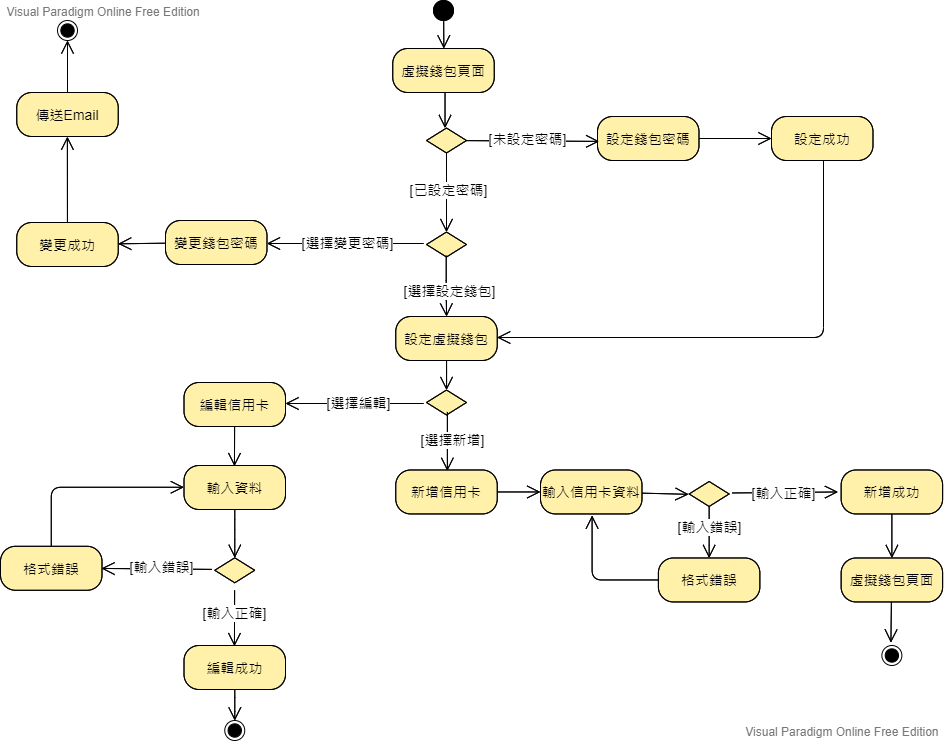 Visual Paradigm Online Free Edition
虛擬錢包頁面
傳送Email
[未設定密碼]
設定錢包密碼
設定成功
[已設定密碼]
變更成功
變更錢包密碼
[選擇變更密碼]
[選擇設定錢包]
設定虛擬錢包
編輯信用卡
[選擇編輯]
[選擇新增]
輸入資料
新增信用卡
輸入信用卡資料
[輸入正確]
新增成功
[輸入錯誤]
格式錯誤
[輸入錯誤]
格式錯誤
虛擬錢包頁面
[輸入正確]
編輯成功
Visual Paradigm Online Free Edition